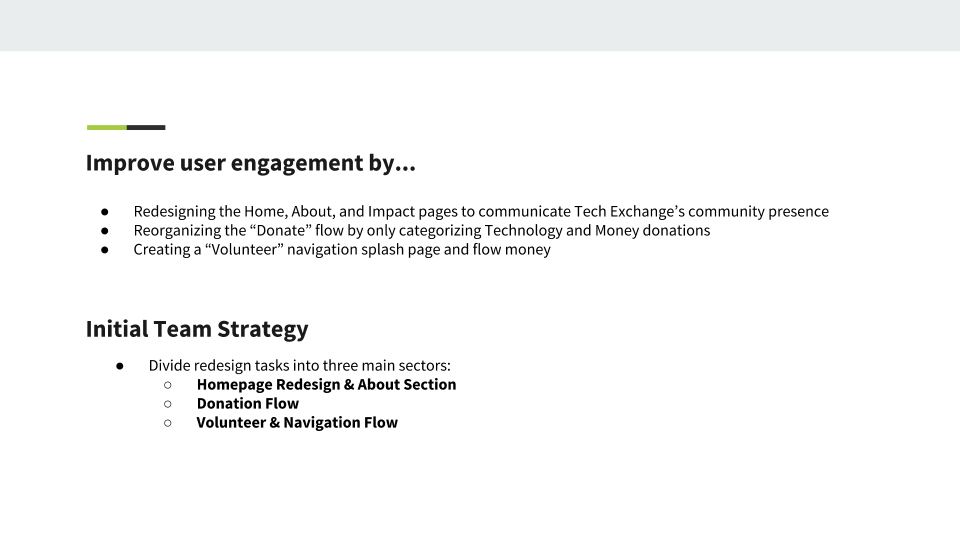 Improve user engagement by...
● Redesigning the Home, About, and Impact pages to communicate Tech Exchange’s community presence
● Reorganizing the “Donate” flow by only categorizing Technology and Money donations
● Creating a “Volunteer” navigation splash page and flow money
Initial Team Strategy
● Divide redesign tasks into three main sectors:
○ Homepage Redesign & About Section
○ Donation Flow
○ Volunteer & Navigation Flow